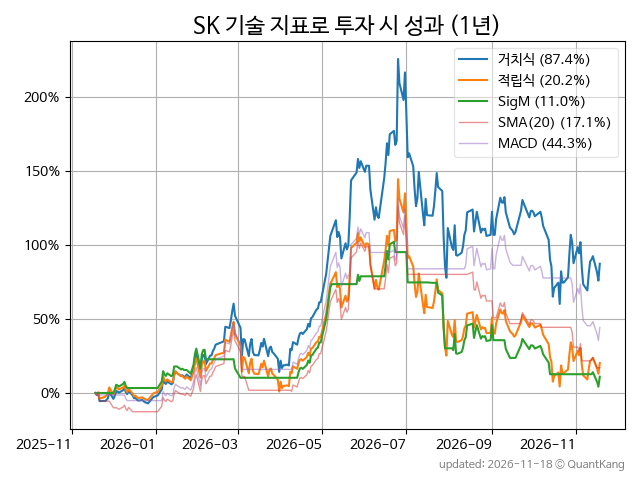 SK 기술 지표로 투자 시 성과 (1년)
거치식 (87.4%)
적립식 (20.2%)
SigM (11.0%)
SMA(20) (17.1%)
MACD (44.3%)
200%
150%
100%
50%
0%
2025-11 2026-01 2026-03 2026-05 2026-07 2026-09 2026-11
updated: 2026-11-18 © QuantKang